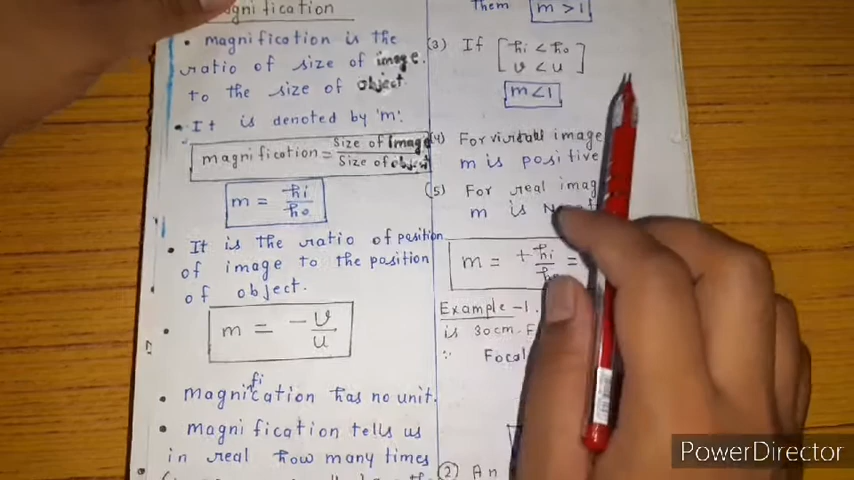 magnification
• magnification is the
ratio of size of image.
to the size of object.
• It is denoted by 'm'.
magnification = Size of Image / Size of object
m = hi / ho
• It is the ratio of position
of image to the position
of object.
m = - v / u
• magnification has no unit.
• magnification tells us
in real how many times
Them m > 1
(3) If [ hi < ho
v < u ]
m < 1
(4) For virtual image
m is positive
(5) For real imag
m is
m = + hi / ho =
Example - 1.
is 30cm. F
∵ Focal
② An
PowerDirector